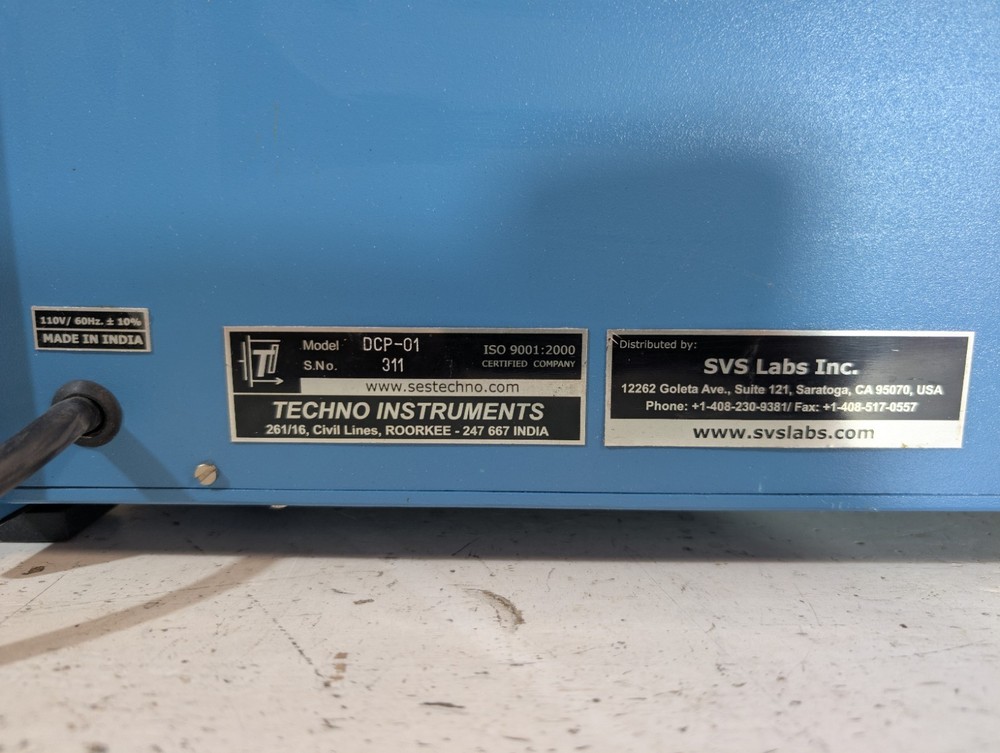 110V/ 60Hz. ± 10%
MADE IN INDIA
Model DCP-01
S.No. 311
ISO 9001:2000
CERTIFIED COMPANY
www.sestechno.com
TECHNO INSTRUMENTS
261/16, Civil Lines, ROORKEE - 247 667 INDIA
Distributed by:
SVS Labs Inc.
12262 Goleta Ave., Suite 121, Saratoga, CA 95070, USA
Phone: +1-408-230-9381/ Fax: +1-408-517-0557
www.svslabs.com